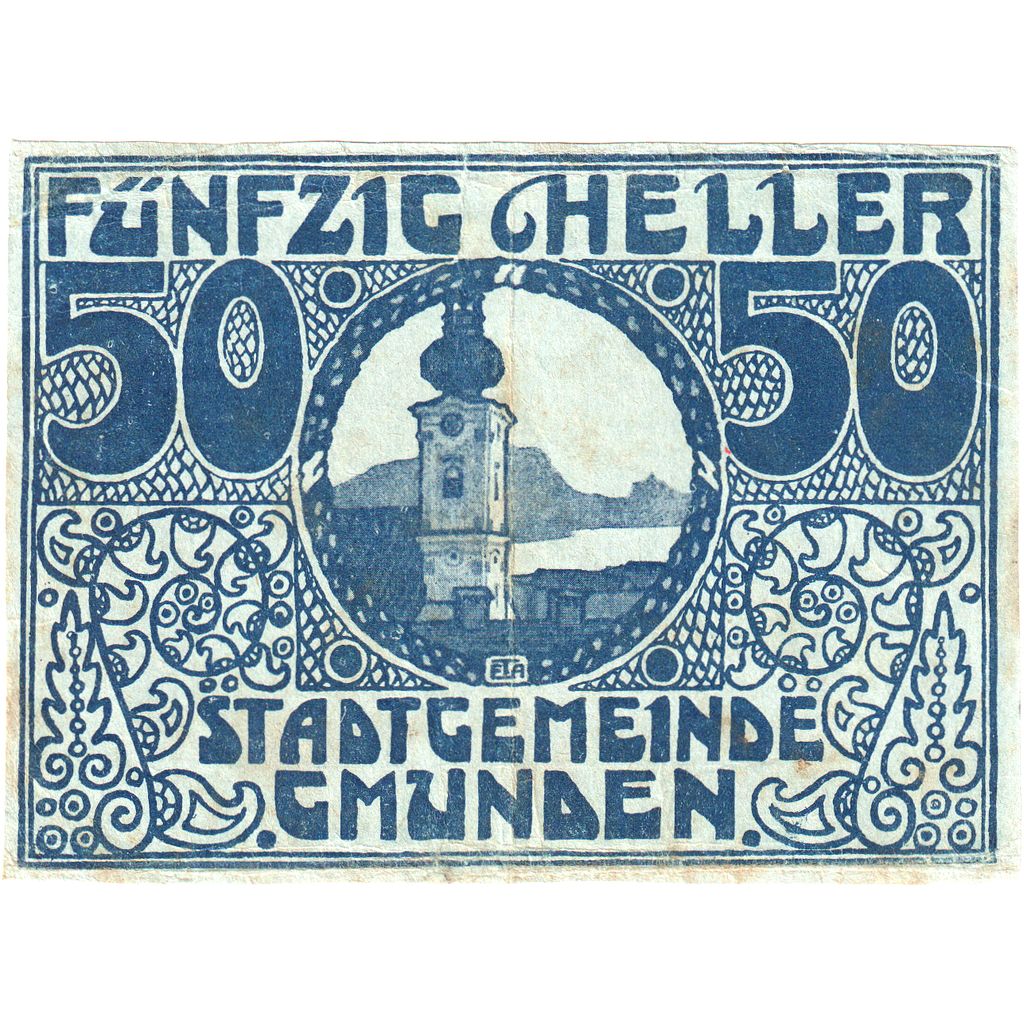 FÜNFZIG HELLER
50 50
STADTGEMEINDE
.GMUNDEN.